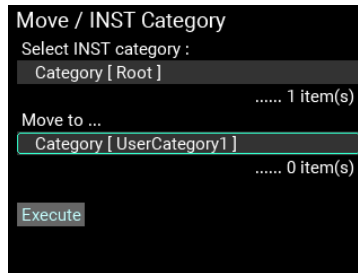 Move / INST Category
Select INST category :
Category [ Root ]
...... 1 item(s)
Move to ...
Category [ UserCategory1 ]
...... 0 item(s)
Execute